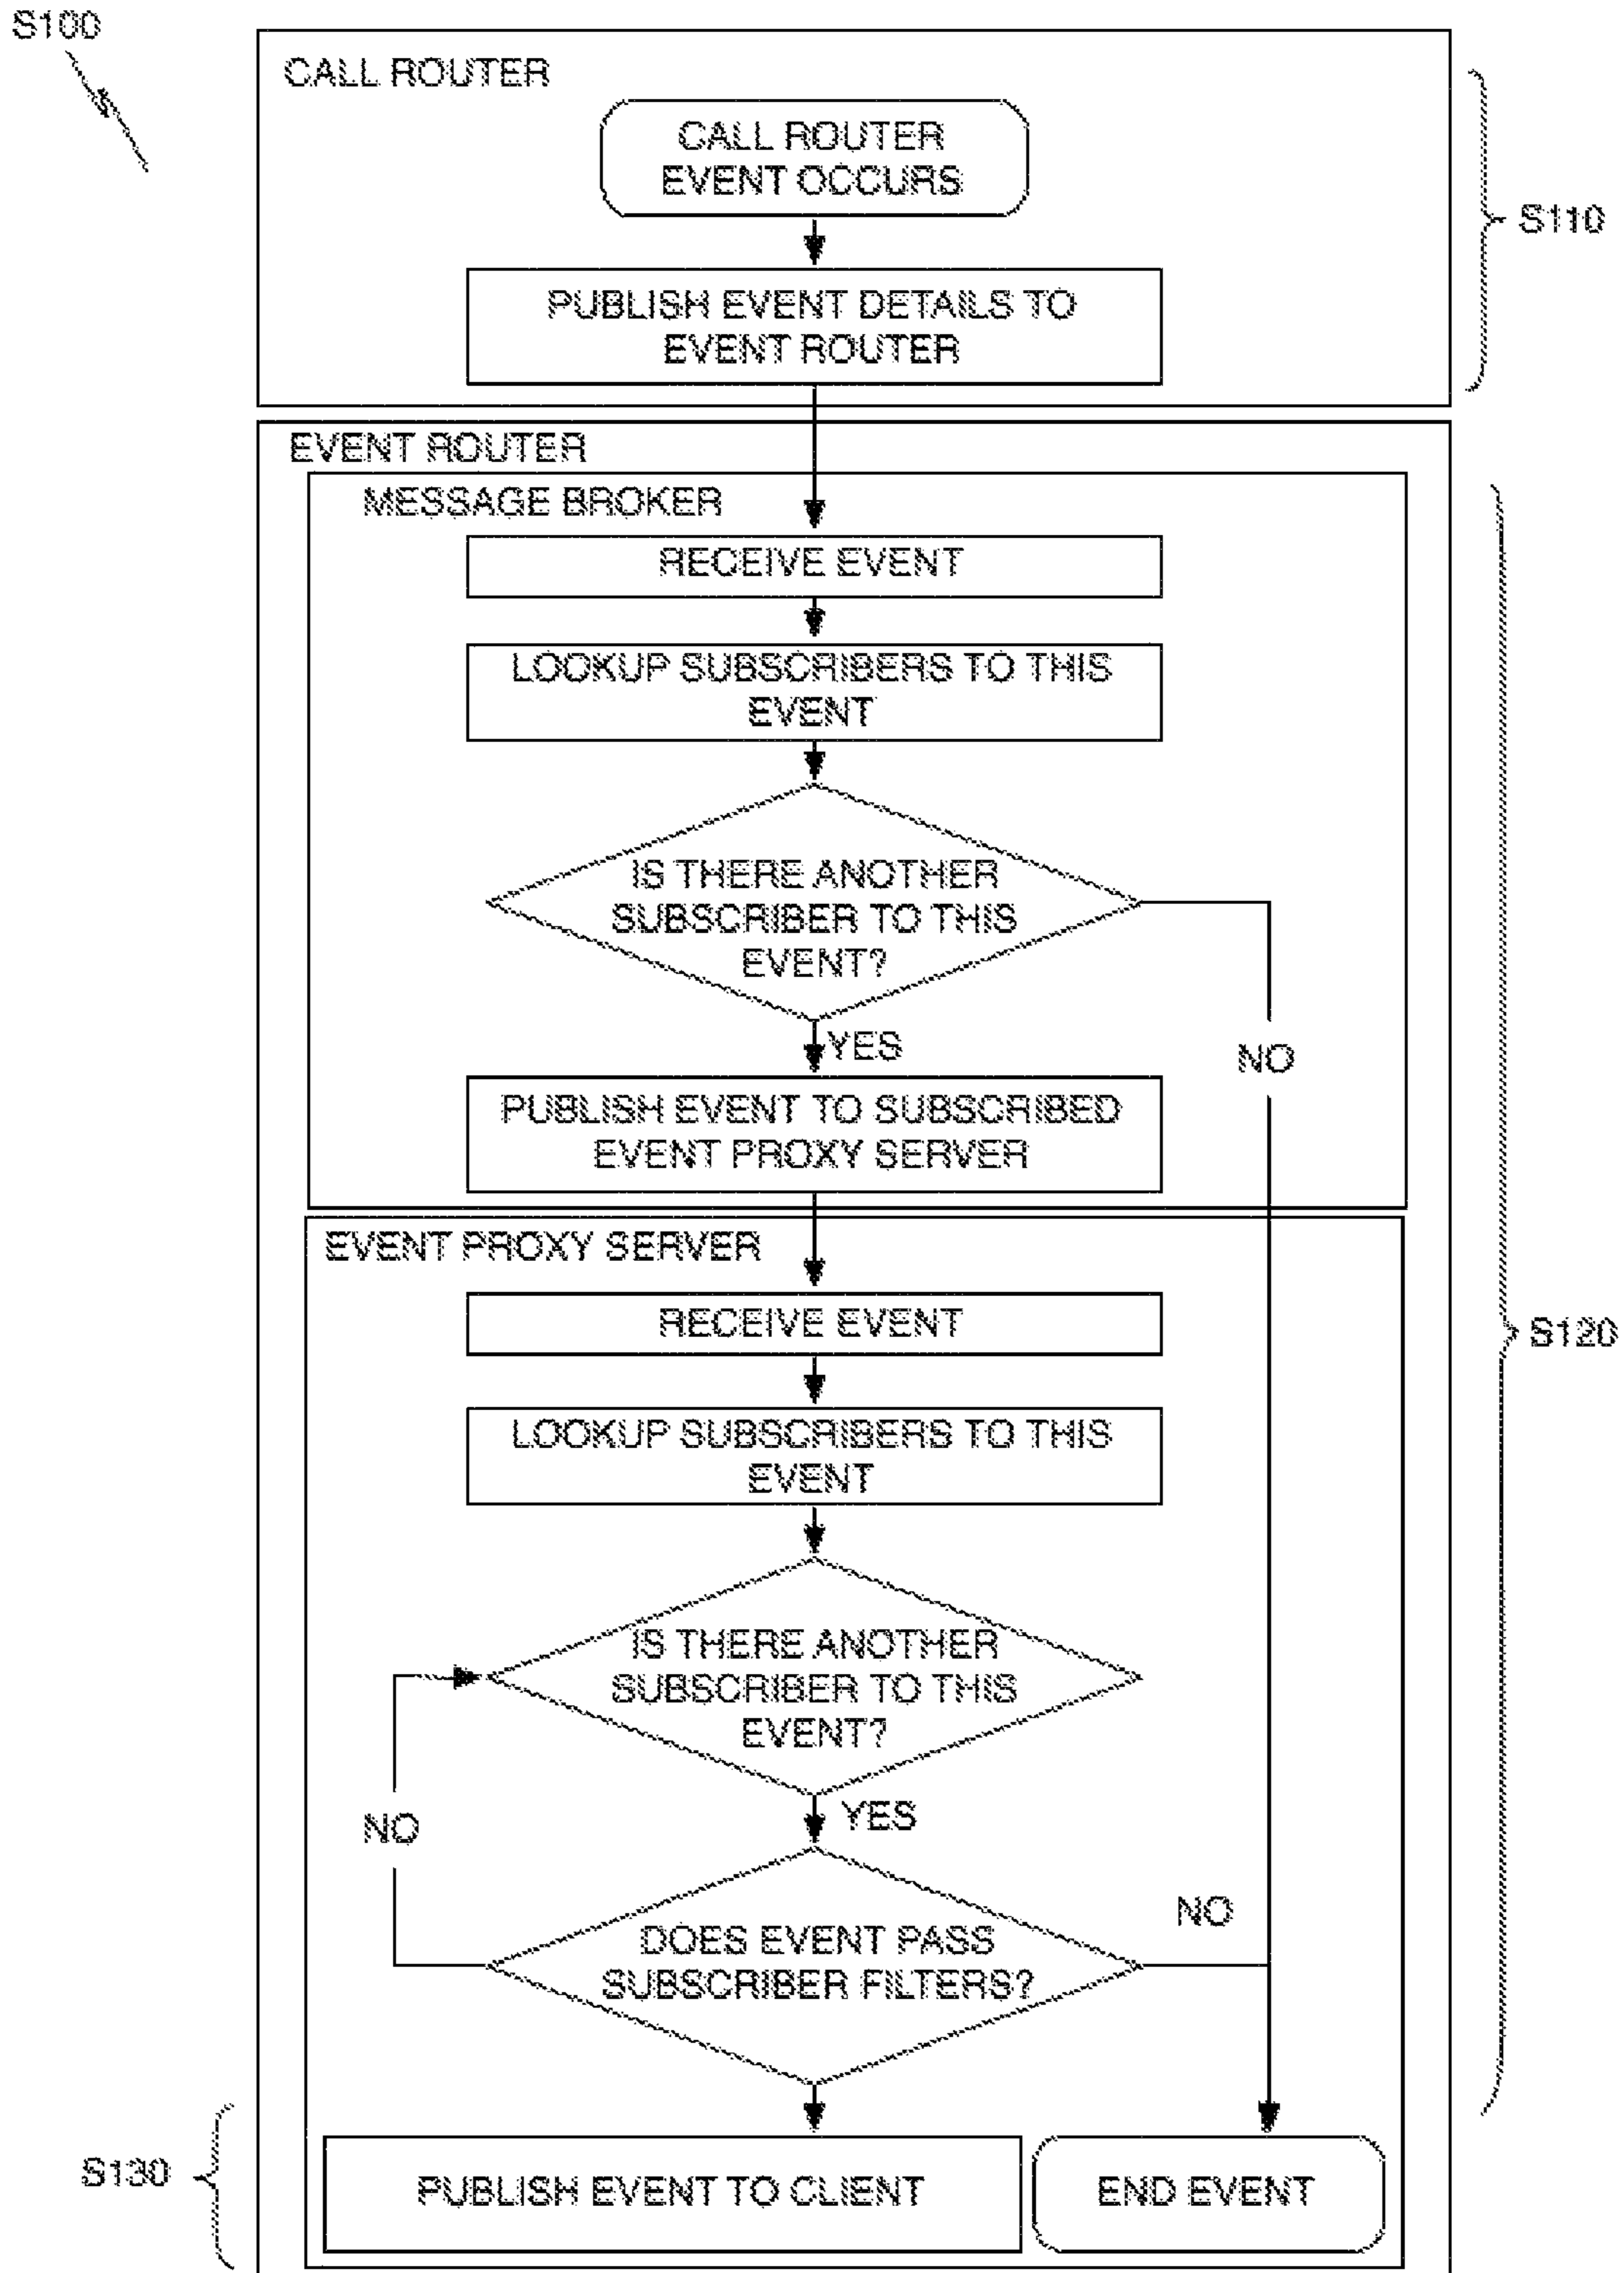 S100
CALL ROUTER
CALL ROUTER
EVENT OCCURS
S110
PUBLISH EVENT DETAILS TO
EVENT ROUTER
EVENT ROUTER
MESSAGE BROKER
RECEIVE EVENT
LOOKUP SUBSCRIBERS TO THIS
EVENT
IS THERE ANOTHER
SUBSCRIBER TO THIS
EVENT?
YES
NO
PUBLISH EVENT TO SUBSCRIBED
EVENT PROXY SERVER
EVENT PROXY SERVER
RECEIVE EVENT
S120
LOOKUP SUBSCRIBERS TO THIS
EVENT
IS THERE ANOTHER
SUBSCRIBER TO THIS
EVENT?
YES
NO
NO
DOES EVENT PASS
SUBSCRIBER FILTERS?
S130
PUBLISH EVENT TO CLIENT
END EVENT